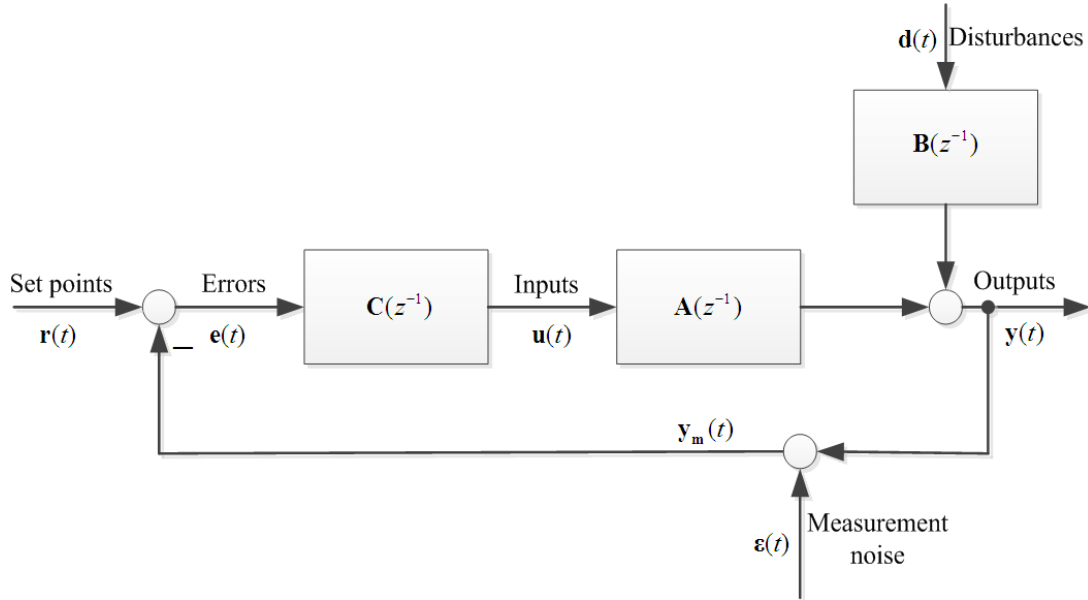 d(t) Disturbances
B(z⁻¹)
Set points
r(t)
Errors
e(t)
C(z⁻¹)
Inputs
u(t)
A(z⁻¹)
Outputs
y(t)
–
yₘ(t)
ε(t)
Measurement
noise